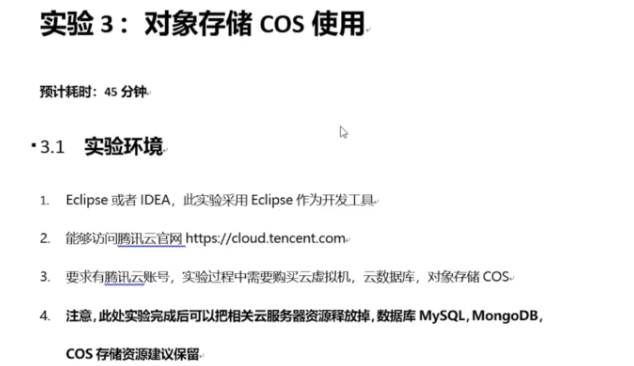 实验 3：对象存储 COS 使用
预计耗时：45 分钟
3.1 实验环境
1. Eclipse 或者 IDEA，此实验采用 Eclipse 作为开发工具
2. 能够访问腾讯云官网 https://cloud.tencent.com
3. 要求有腾讯云账号，实验过程中需要购买云虚拟机，云数据库，对象存储 COS
4. 注意，此处实验完成后可以把相关云服务器资源释放掉，数据库 MySQL，MongoDB，
COS 存储资源建议保留